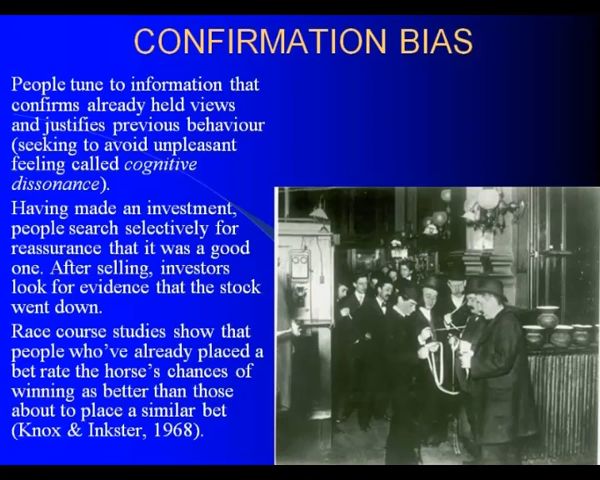 CONFIRMATION BIAS
People tune to information that
confirms already held views
and justifies previous behaviour
(seeking to avoid unpleasant
feeling called cognitive
dissonance).
Having made an investment,
people search selectively for
reassurance that it was a good
one. After selling, investors
look for evidence that the stock
went down.
Race course studies show that
people who've already placed a
bet rate the horse's chances of
winning as better than those
about to place a similar bet
(Knox & Inkster, 1968).